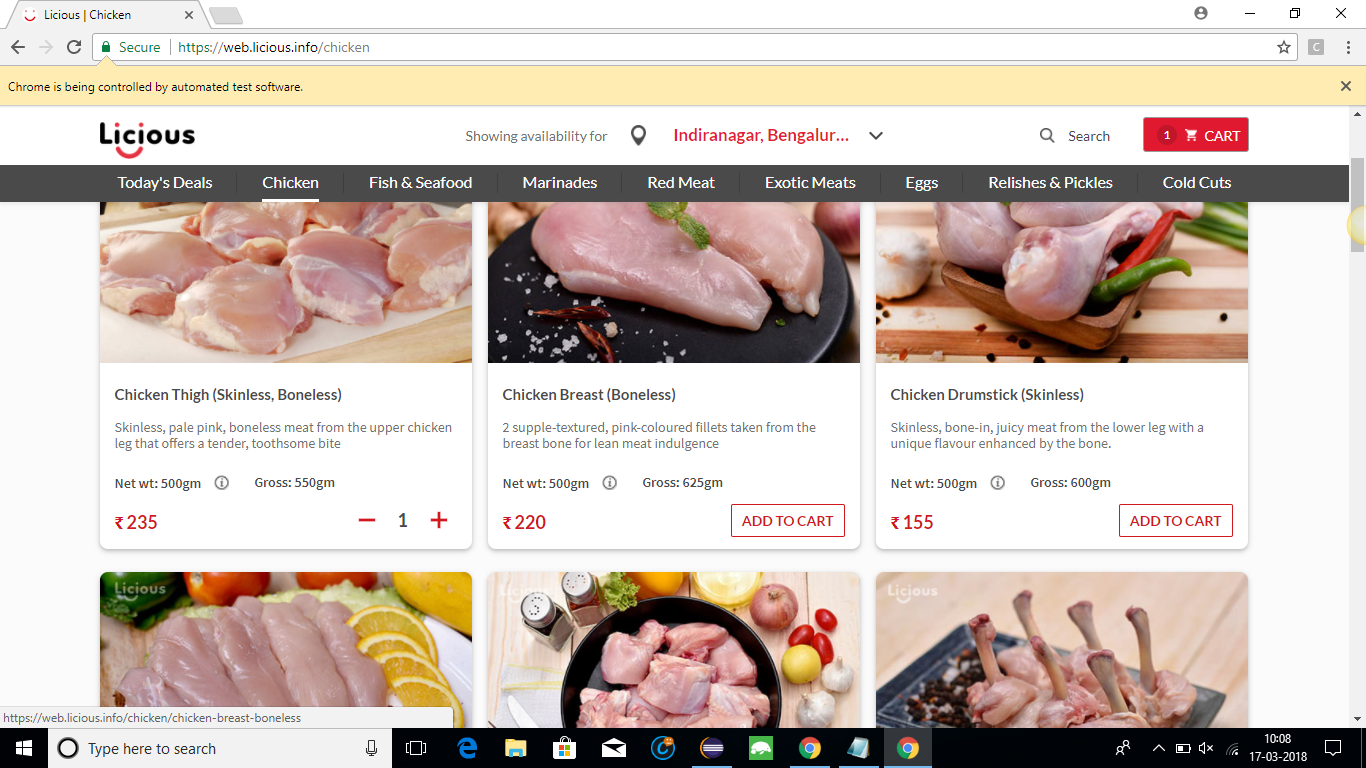 Licious | Chicken
Secure
https://web.licious.info/chicken
C
Chrome is being controlled by automated test software.
Licious
Showing availability for
Indiranagar, Bengalur...
Search
1 CART
Today's Deals
Chicken
Fish & Seafood
Marinades
Red Meat
Exotic Meats
Eggs
Relishes & Pickles
Cold Cuts
Chicken Thigh (Skinless, Boneless)
Skinless, pale pink, boneless meat from the upper chicken
leg that offers a tender, toothsome bite
Net wt: 500gm
Gross: 550gm
₹ 235
1
Chicken Breast (Boneless)
2 supple-textured, pink-coloured fillets taken from the
breast bone for lean meat indulgence
Net wt: 500gm
Gross: 625gm
₹ 220
ADD TO CART
Chicken Drumstick (Skinless)
Skinless, bone-in, juicy meat from the lower leg with a
unique flavour enhanced by the bone.
Net wt: 500gm
Gross: 600gm
₹ 155
ADD TO CART
Licious
Licious
Licious
https://web.licious.info/chicken/chicken-breast-boneless
Type here to search
10:08
17-03-2018